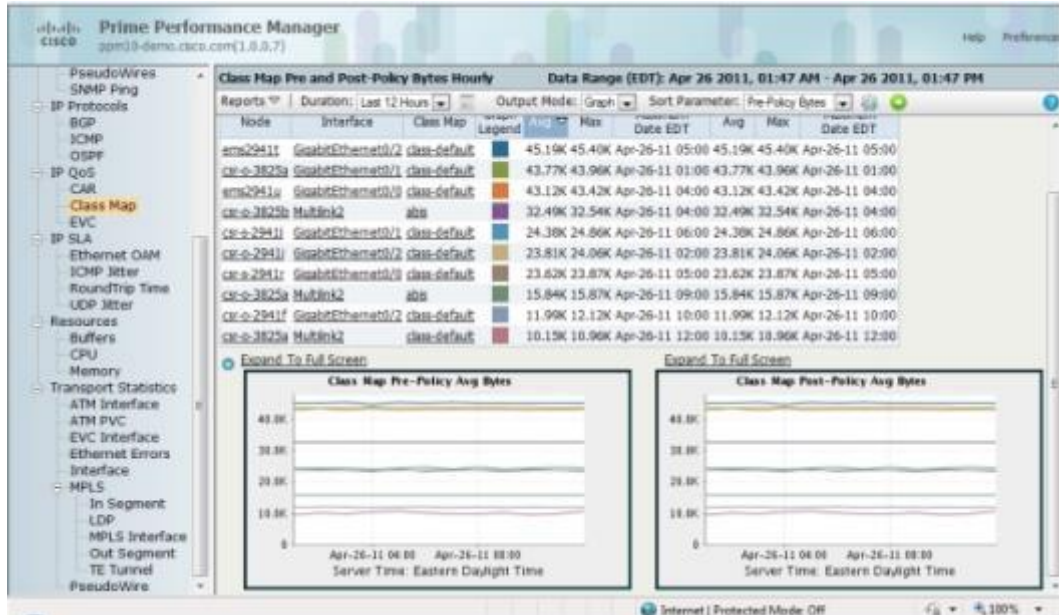 CISCO
Prime Performance Manager
ppm10-demo.cisco.com(1.0.0.7)
Help Preferences
PseudoWires
SNMP Ping
IP Protocols
BGP
ICMP
OSPF
IP QoS
CAR
Class Map
EVC
IP SLA
Ethernet OAM
ICMP Jitter
RoundTrip Time
UDP Jitter
Resources
Buffers
CPU
Memory
Transport Statistics
ATM Interface
ATM PVC
EVC Interface
Ethernet Errors
Interface
MPLS
In Segment
LDP
MPLS Interface
Out Segment
TE Tunnel
PseudoWire
Class Map Pre and Post-Policy Bytes Hourly Data Range (EDT): Apr 26 2011, 01:47 AM - Apr 26 2011, 01:47 PM
Reports Duration: Last 12 Hours Output Mode: Graph Sort Parameter: Pre-Policy Bytes
Node Interface Class Map Graph Legend Avg Max Maximum Date EDT Avg Max Maximum Date EDT
ems2941t GigabitEthernet0/2 class-default 45.19K 45.40K Apr-26-11 05:00 45.19K 45.40K Apr-26-11 05:00
csr-o-3825a GigabitEthernet0/1 class-default 43.77K 43.96K Apr-26-11 01:00 43.77K 43.96K Apr-26-11 01:00
ems2941u GigabitEthernet0/0 class-default 43.12K 43.42K Apr-26-11 04:00 43.12K 43.42K Apr-26-11 04:00
csr-o-3825b Multilink2 abis 32.49K 32.54K Apr-26-11 04:00 32.49K 32.54K Apr-26-11 04:00
GigabitEthernet0/1 class-default 24.38K 24.86K Apr-26-11 06:00 24.38K 24.86K Apr-26-11 06:00
GigabitEthernet0/1 class-default 23.81K 24.06K Apr-26-11 02:00 23.81K 24.06K Apr-26-11 02:00
GigabitEthernet0/0 class-default 23.62K 23.87K Apr-26-11 05:00 23.62K 23.87K Apr-26-11 05:00
csr-o-3825a Multilink2 abis 15.84K 15.87K Apr-26-11 09:00 15.84K 15.87K Apr-26-11 09:00
csr-o-2941f GigabitEthernet0/2 class-default 11.99K 12.12K Apr-26-11 10:00 11.99K 12.12K Apr-26-11 10:00
csr-o-3825a Multilink2 class-default 10.15K 10.96K Apr-26-11 12:00 10.15K 10.96K Apr-26-11 12:00
Expand To Full Screen
Class Map Pre-Policy Avg Bytes
40.0K
30.0K
20.0K
10.0K
0
Apr-26-11 04:00 Apr-26-11 08:00
Server Time: Eastern Daylight Time
Expand To Full Screen
Class Map Post-Policy Avg Bytes
40.0K
30.0K
20.0K
10.0K
0
Apr-26-11 04:00 Apr-26-11 08:00
Server Time: Eastern Daylight Time
Internet | Protected Mode: Off 100%